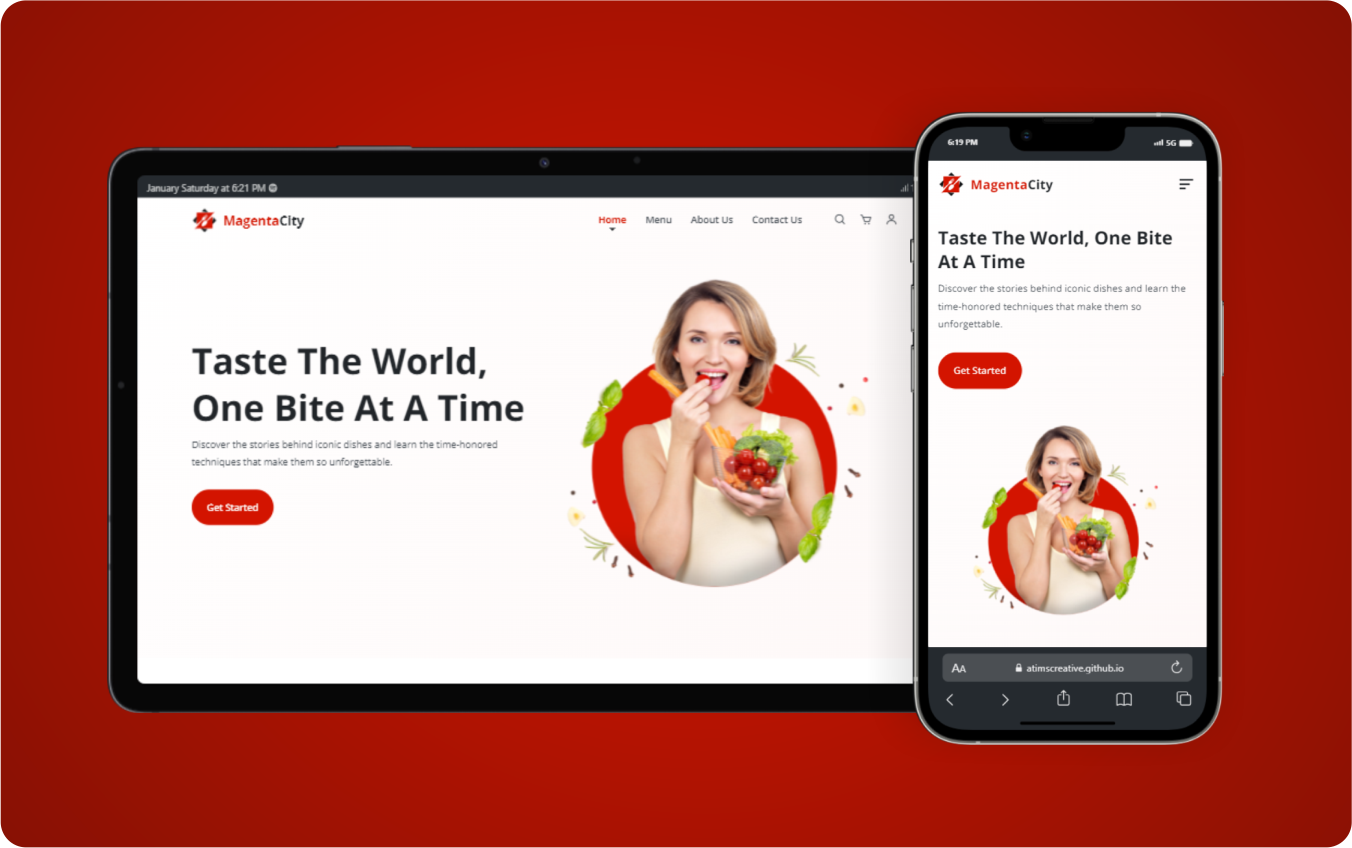 January Saturday at 6:21 PM
MagentaCity
Home Menu About Us Contact Us
Taste The World,
One Bite At A Time
Discover the stories behind iconic dishes and learn the time-honored
techniques that make them so unforgettable.
Get Started
6:19 PM 5G
MagentaCity
Taste The World, One Bite
At A Time
Discover the stories behind iconic dishes and learn the
time-honored techniques that make them so
unforgettable.
Get Started
AA atimscreative.github.io